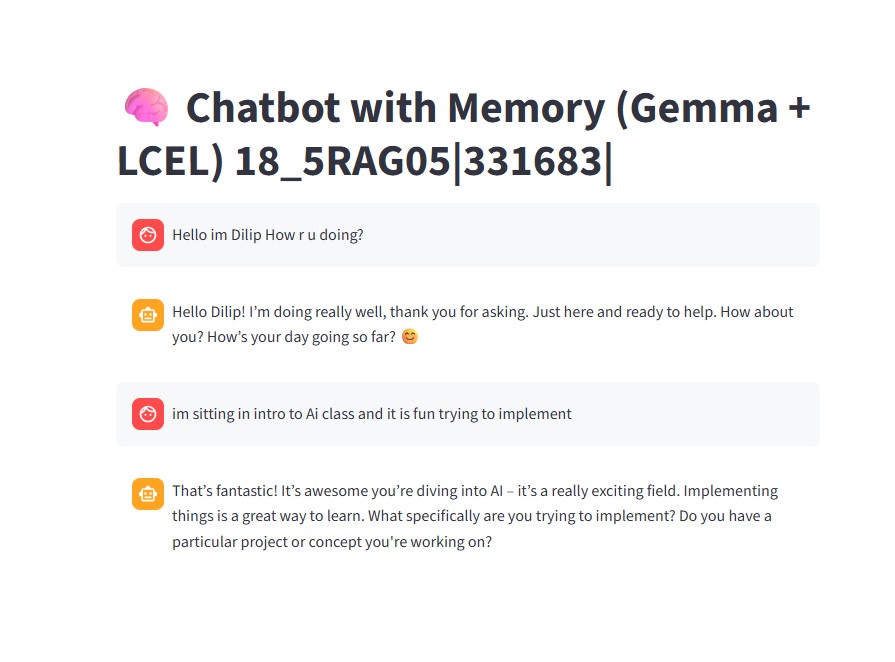 🧠 Chatbot with Memory (Gemma +
LCEL) 18_5RAG05|331683|
Hello im Dilip How r u doing?
Hello Dilip! I’m doing really well, thank you for asking. Just here and ready to help. How about
you? How’s your day going so far? 😊
im sitting in intro to Ai class and it is fun trying to implement
That’s fantastic! It’s awesome you’re diving into AI – it’s a really exciting field. Implementing
things is a great way to learn. What specifically are you trying to implement? Do you have a
particular project or concept you're working on?